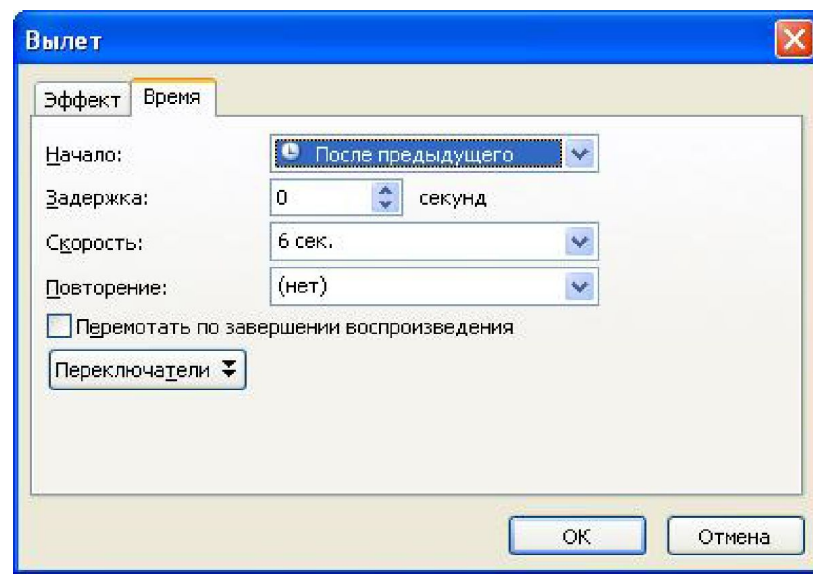 Вылет
Эффект Время
Начало: После предыдущего
Задержка: 0 секунд
Скорость: 6 сек.
Повторение: (нет)
Перемотать по завершении воспроизведения
Переключатели
ОК Отмена